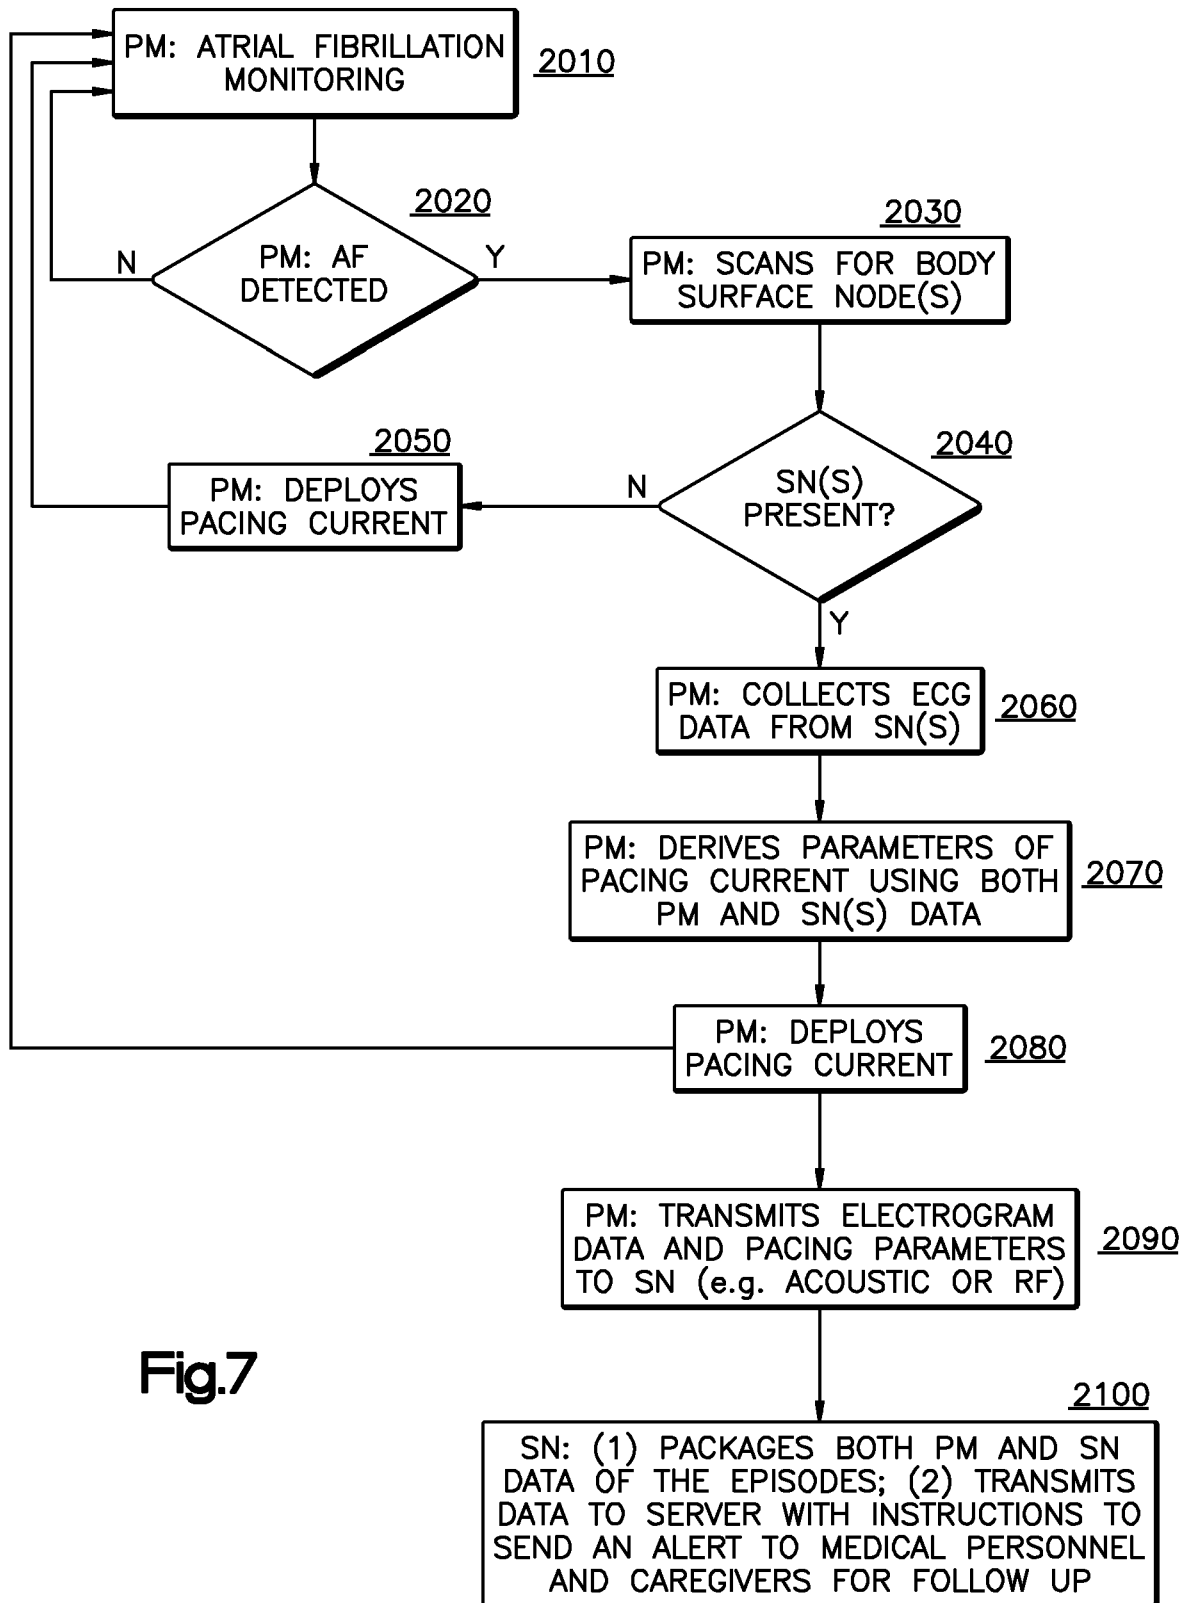 PM: ATRIAL FIBRILLATION
MONITORING
2010
2020
PM: AF
DETECTED
N
Y
2030
PM: SCANS FOR BODY
SURFACE NODE(S)
2040
SN(S)
PRESENT?
N
Y
2050
PM: DEPLOYS
PACING CURRENT
PM: COLLECTS ECG
DATA FROM SN(S)
2060
PM: DERIVES PARAMETERS OF
PACING CURRENT USING BOTH
PM AND SN(S) DATA
2070
PM: DEPLOYS
PACING CURRENT
2080
PM: TRANSMITS ELECTROGRAM
DATA AND PACING PARAMETERS
TO SN (e.g. ACOUSTIC OR RF)
2090
Fig.7
2100
SN: (1) PACKAGES BOTH PM AND SN
DATA OF THE EPISODES; (2) TRANSMITS
DATA TO SERVER WITH INSTRUCTIONS TO
SEND AN ALERT TO MEDICAL PERSONNEL
AND CAREGIVERS FOR FOLLOW UP